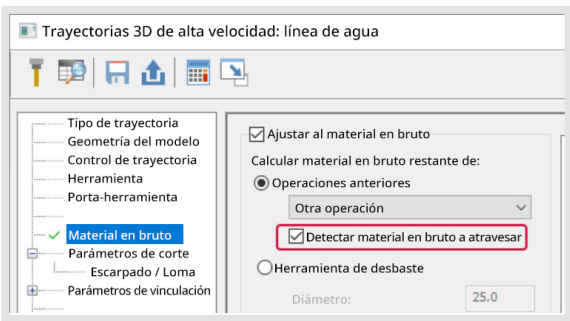 Trayectorias 3D de alta velocidad: línea de agua
Tipo de trayectoria
Geometría del modelo
Control de trayectoria
Herramienta
Porta-herramienta
Material en bruto
Parámetros de corte
Escarpado / Loma
Parámetros de vinculación
Ajustar al material en bruto
Calcular material en bruto restante de:
Operaciones anteriores
Otra operación
Detectar material en bruto a atravesar
Herramienta de desbaste
Diámetro: 25.0